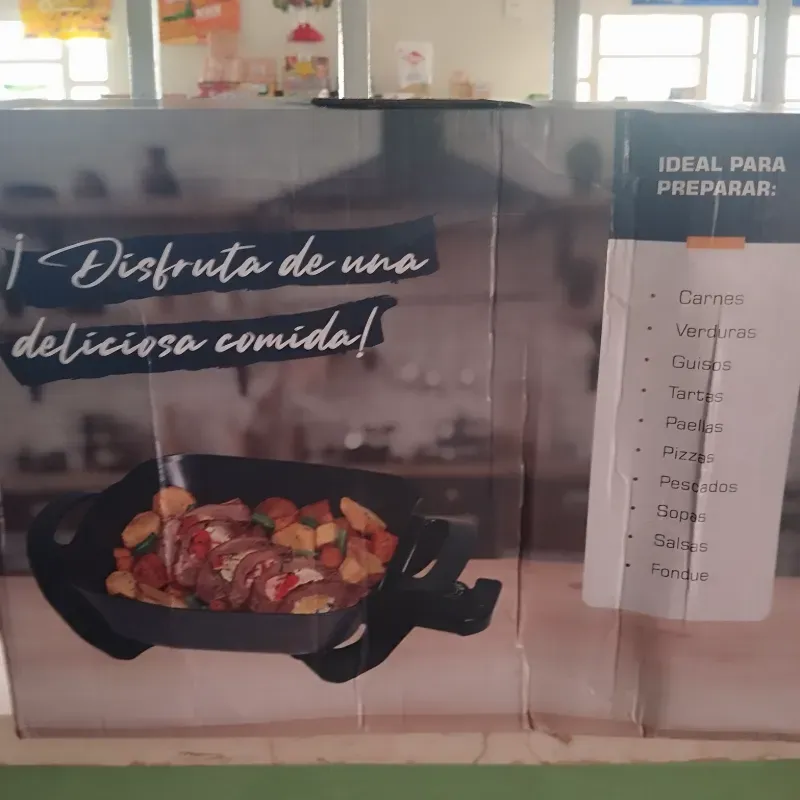 ¡Disfruta de una
deliciosa comida!
IDEAL PARA
PREPARAR:
• Carnes
• Verduras
• Guisos
• Tartas
• Paellas
• Pizzas
• Pescados
• Sopas
• Salsas
• Fondue